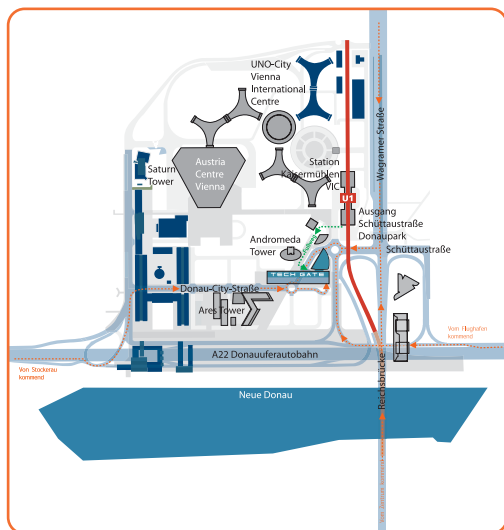 UNO-City
Vienna
International
Centre
Wagramer Straße
Austria
Centre
Vienna
Saturn
Tower
Station
Kaisermühlen
VIC
U1
Ausgang
Schüttaustraße
Donaupark
Schüttaustraße
Andromeda
Tower
TECH GATE
Donau-City-Straße
Ares Tower
Vom Flughafen
kommend
Von Stockerau
kommend
A22 Donauuferautobahn
Reichsbrücke
Neue Donau